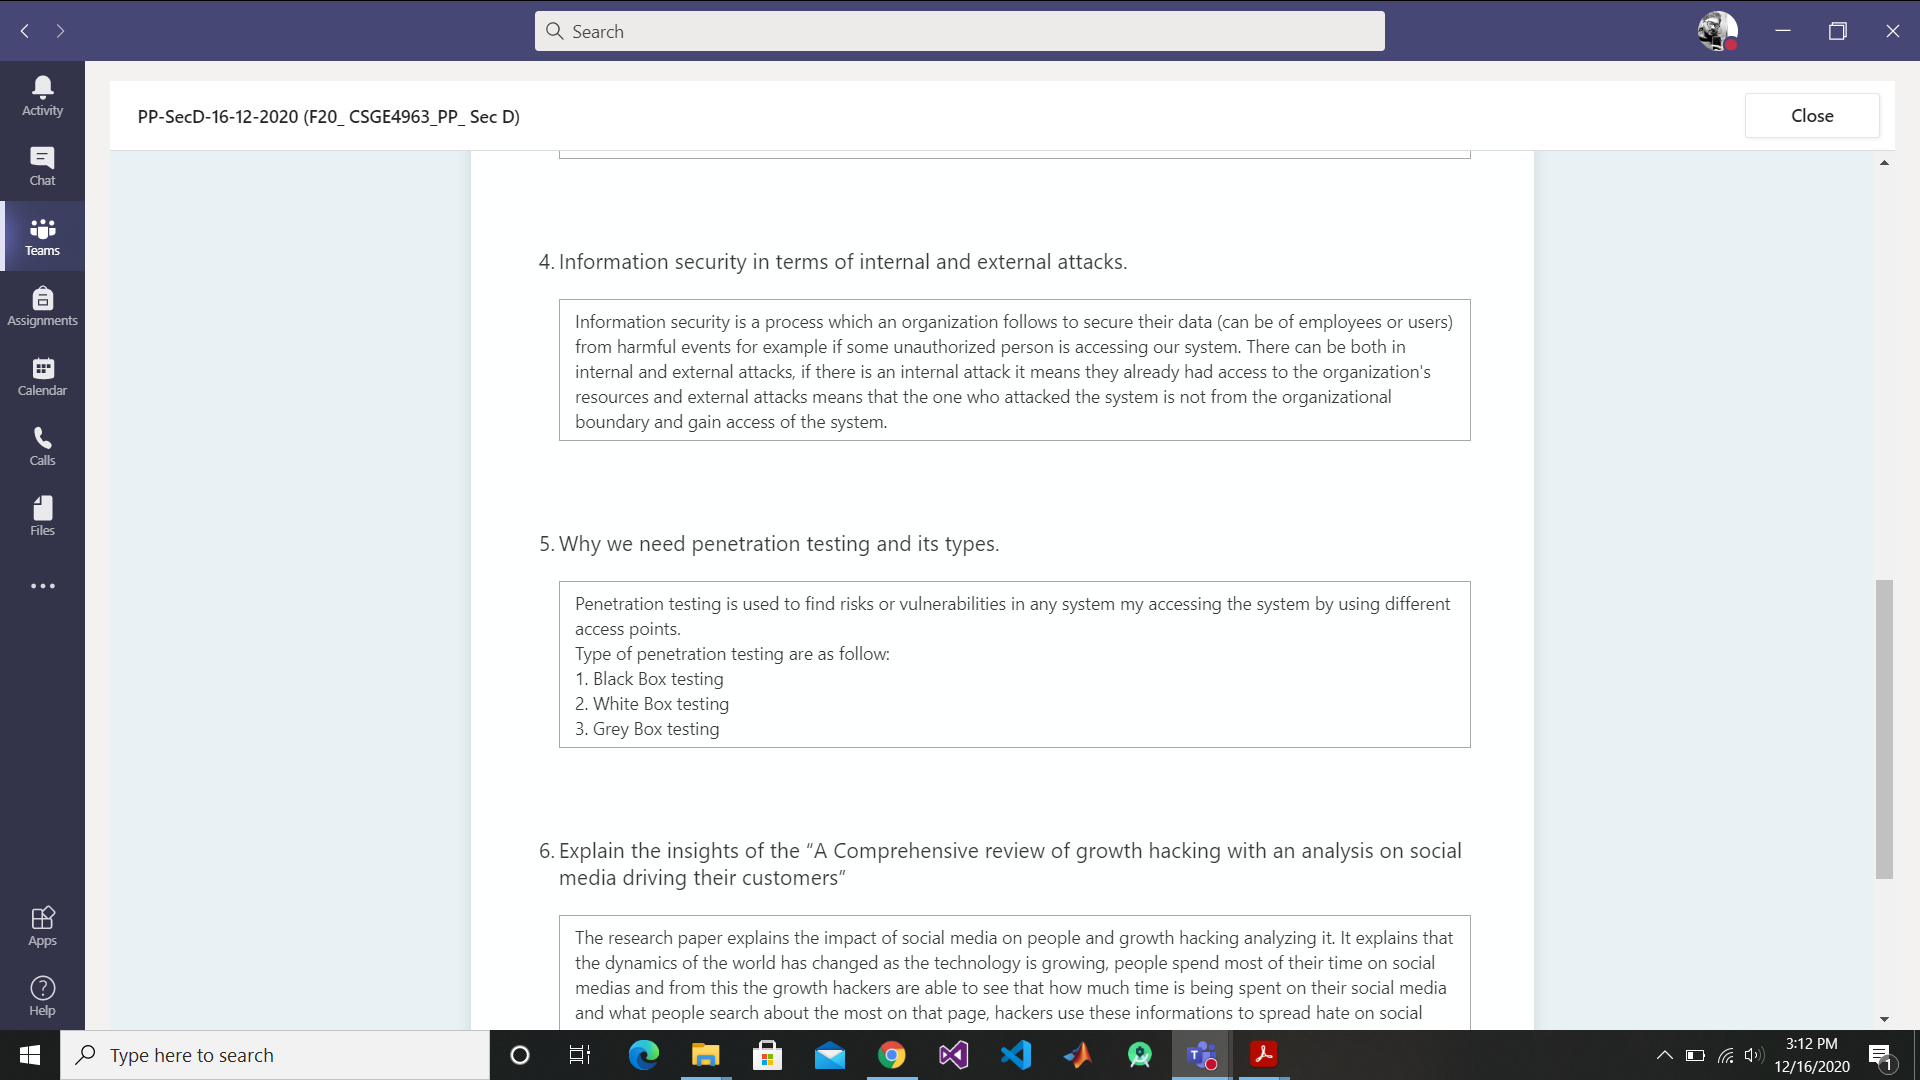 Search
Activity
Chat
Teams
Assignments
Calendar
Calls
Files
Apps
Help
PP-SecD-16-12-2020 (F20_ CSGE4963_PP_ Sec D)
Close
4. Information security in terms of internal and external attacks.
Information security is a process which an organization follows to secure their data (can be of employees or users)
from harmful events for example if some unauthorized person is accessing our system. There can be both in
internal and external attacks, if there is an internal attack it means they already had access to the organization's
resources and external attacks means that the one who attacked the system is not from the organizational
boundary and gain access of the system.
5. Why we need penetration testing and its types.
Penetration testing is used to find risks or vulnerabilities in any system my accessing the system by using different
access points.
Type of penetration testing are as follow:
1. Black Box testing
2. White Box testing
3. Grey Box testing
6. Explain the insights of the “A Comprehensive review of growth hacking with an analysis on social
media driving their customers”
The research paper explains the impact of social media on people and growth hacking analyzing it. It explains that
the dynamics of the world has changed as the technology is growing, people spend most of their time on social
medias and from this the growth hackers are able to see that how much time is being spent on their social media
and what people search about the most on that page, hackers use these informations to spread hate on social
Type here to search
3:12 PM
12/16/2020
1